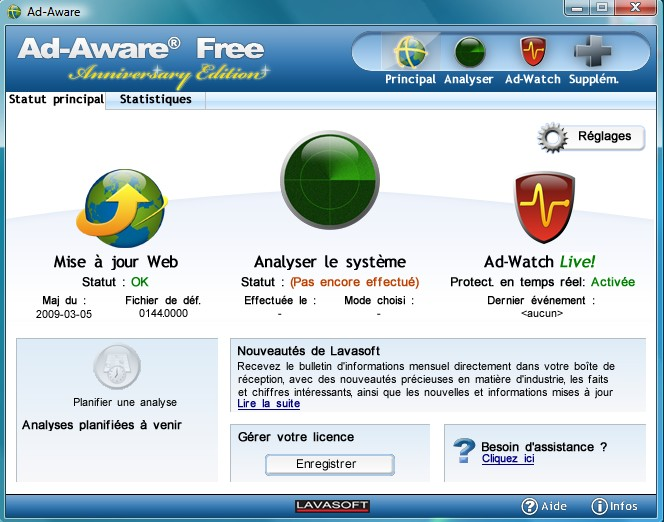 Ad-Aware
Ad-Aware® Free
Anniversary Edition
Principal Analyser Ad-Watch Supplém.
Statut principal Statistiques
Réglages
Mise à jour Web
Statut : OK
Maj du : Fichier de déf.
2009-03-05 0144.0000
Analyser le système
Statut : (Pas encore effectué)
Effectuée le : Mode choisi :
- -
Ad-Watch Live!
Protect. en temps réel: Activée
Dernier événement :
<aucun>
Planifier une analyse
Analyses planifiées à venir
Nouveautés de Lavasoft
Recevez le bulletin d'informations mensuel directement dans votre boîte de
réception, avec des nouveautés précieuses en matière d'industrie, les faits
et chiffres intéressants, ainsi que les nouvelles et informations mises à jour
Lire la suite
Gérer votre licence
Enregistrer
? Besoin d'assistance ?
Cliquez ici
LAVASOFT
? Aide i Infos